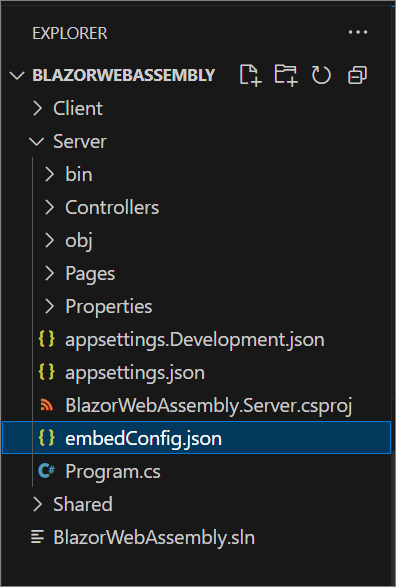 EXPLORER
BLAZORWEBASSEMBLY
Client
Server
bin
Controllers
obj
Pages
Properties
{} appsettings.Development.json
{} appsettings.json
BlazorWebAssembly.Server.csproj
{} embedConfig.json
C# Program.cs
Shared
BlazorWebAssembly.sln